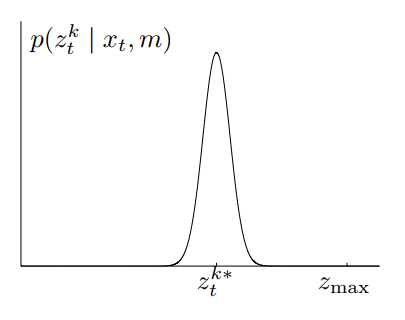 p(z_t^k | x_t, m)
z_t^{k*} z_max